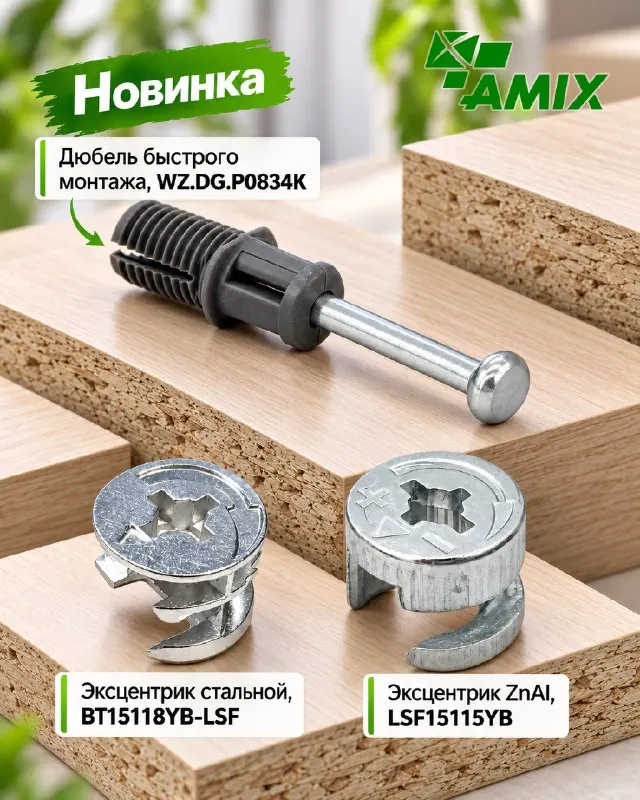 Новинка
AMIX
Дюбель быстрого
монтажа, WZ.DG.P0834K
Эксцентрик стальной,
BT15118YB-LSF
Эксцентрик ZnAl,
LSF15115YB